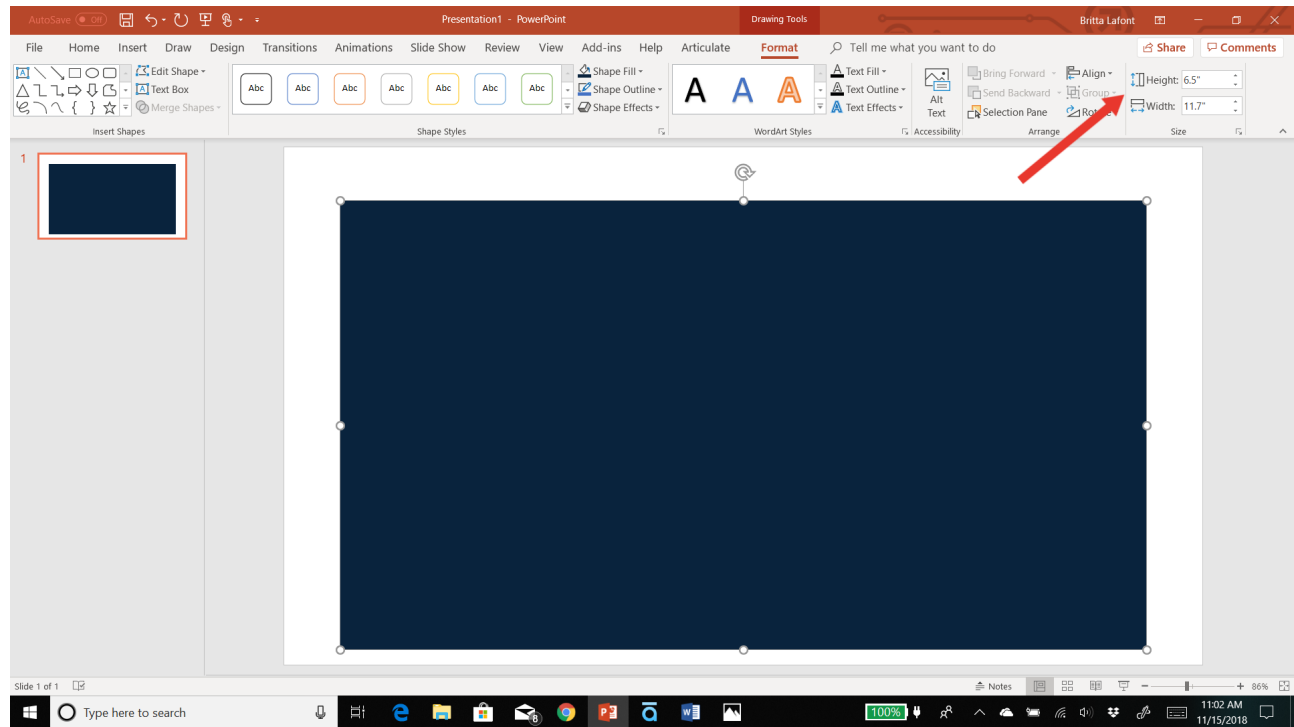 AutoSave Off Presentation1 - PowerPoint Drawing Tools Britta Lafont
File Home Insert Draw Design Transitions Animations Slide Show Review View Add-ins Help Articulate Format Tell me what you want to do Share Comments
Edit Shape
Text Box
Merge Shapes
Insert Shapes
Abc Abc Abc Abc Abc Abc Abc
Shape Fill
Shape Outline
Shape Effects
Shape Styles
A A A
Text Fill
Text Outline
Text Effects
WordArt Styles
Alt
Text
Accessibility
Bring Forward
Send Backward
Selection Pane
Align
Group
Arrange
Height: 6.5"
Width: 11.7"
Size
1
Slide 1 of 1 Notes 86%
Type here to search 100% 11:02 AM
11/15/2018